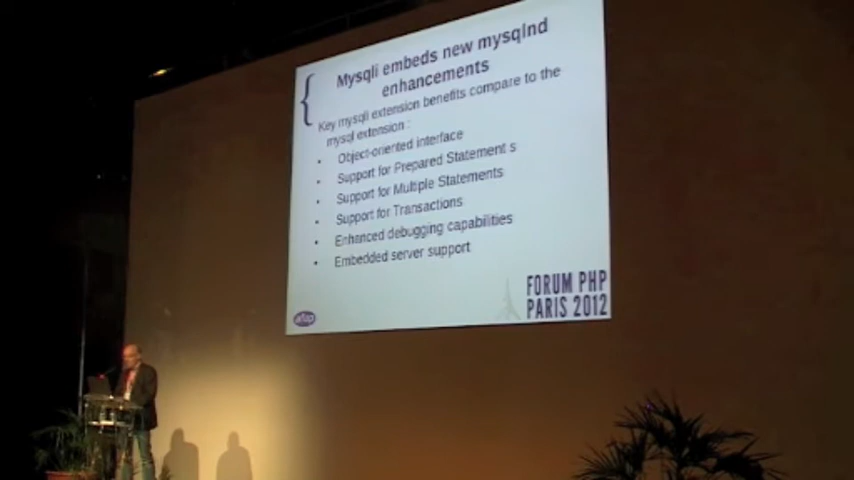 Mysqli embeds new mysqlnd
enhancements
{
Key mysqli extension benefits compare to the
mysql extension :
• Object-oriented interface
• Support for Prepared Statement s
• Support for Multiple Statements
• Support for Transactions
• Enhanced debugging capabilities
• Embedded server support
FORUM PHP
PARIS 2012